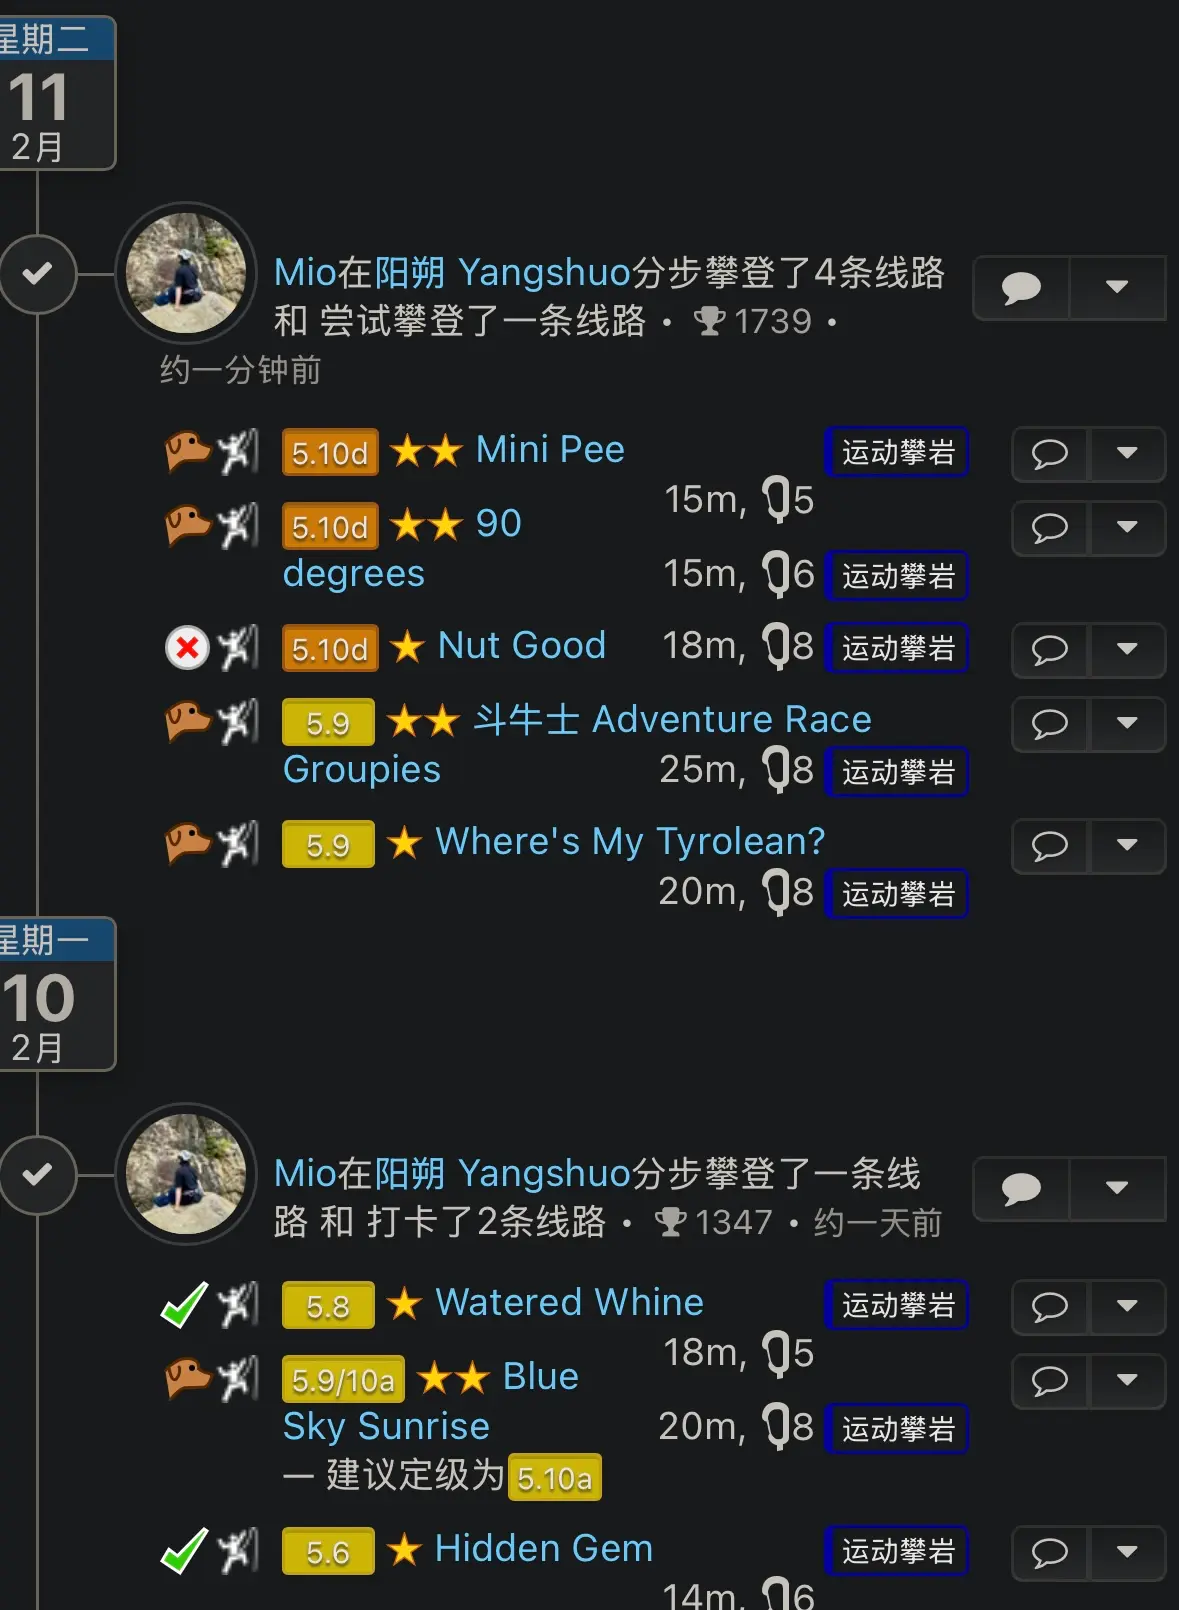 星期二
11
2月
Mio在阳朔 Yangshuo分步攀登了4条线路
和 尝试攀登了一条线路 • 1739 •
约一分钟前
5.10d Mini Pee 运动攀岩
15m, 5
5.10d 90
degrees 15m, 6 运动攀岩
5.10d Nut Good 18m, 8 运动攀岩
5.9 斗牛士 Adventure Race
Groupies 25m, 8 运动攀岩
5.9 Where's My Tyrolean?
20m, 8 运动攀岩
星期一
10
2月
Mio在阳朔 Yangshuo分步攀登了一条线
路 和 打卡了2条线路 • 1347 • 约一天前
5.8 Watered Whine 运动攀岩
18m, 5
5.9/10a Blue
Sky Sunrise 20m, 8 运动攀岩
— 建议定级为 5.10a
5.6 Hidden Gem 运动攀岩
14m, 6